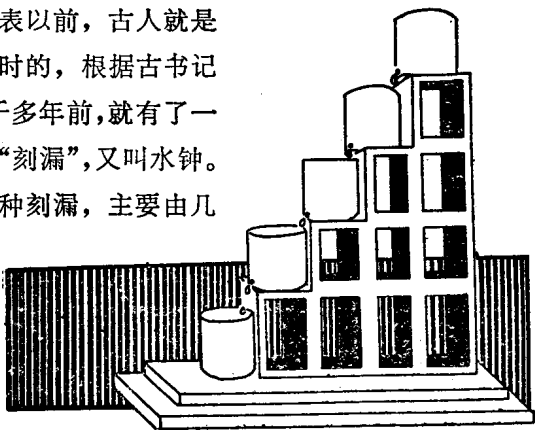 表以前，古人就是
时的，根据古书记
千多年前，就有了一
“刻漏”，又叫水钟。
种刻漏，主要由几